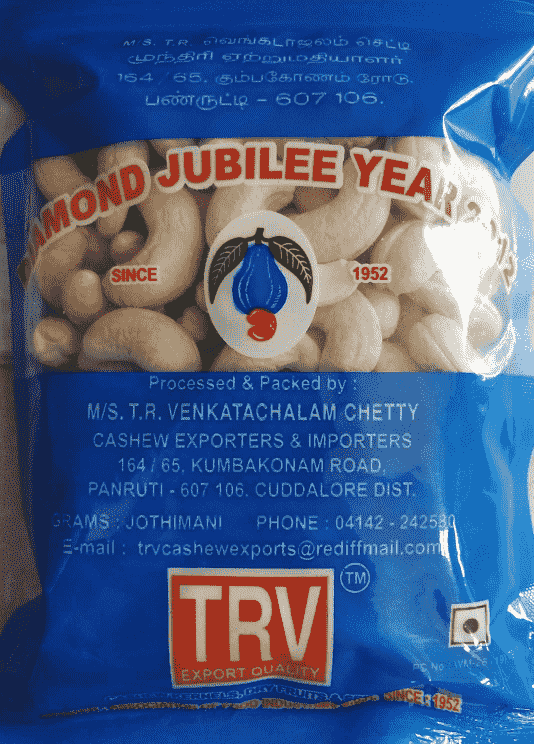 M.S. T.R. வெங்கடாஜலம் செட்டி
முந்திரி ஏற்றுமதியாளர்
164 / 65, கும்பகோணம் ரோடு,
பண்ருட்டி - 607 106.
DIAMOND JUBILEE YEAR
SINCE 1952
Processed & Packed by :
M/S. T.R. VENKATACHALAM CHETTY
CASHEW EXPORTERS & IMPORTERS
164 / 65, KUMBAKONAM ROAD,
PANRUTI - 607 106. CUDDALORE DIST.
GRAMS : JOTHIMANI PHONE : 04142 - 242580
E-mail : trvcashewexports@rediffmail.com
TM
TRV
EXPORT QUALITY
SINCE 1952